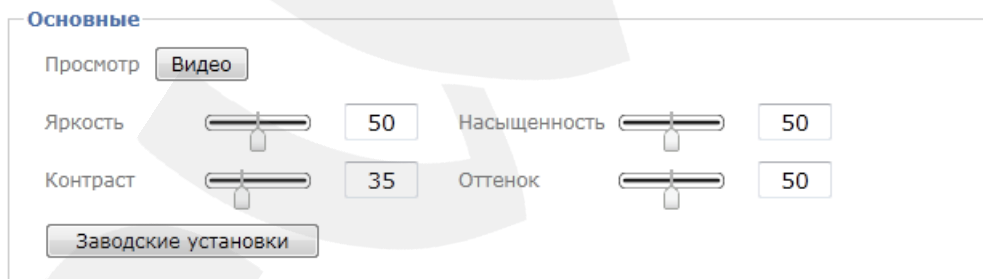 Основные
Просмотр Видео
Яркость 50 Насыщенность 50
Контраст 35 Оттенок 50
Заводские установки